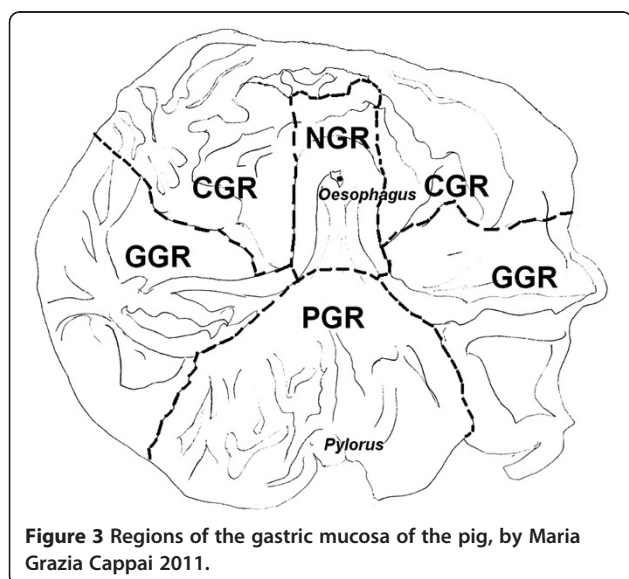 NGR
CGR
Oesophagus
CGR
GGR
GGR
PGR
Pylorus
Figure 3 Regions of the gastric mucosa of the pig, by Maria
Grazia Cappai 2011.